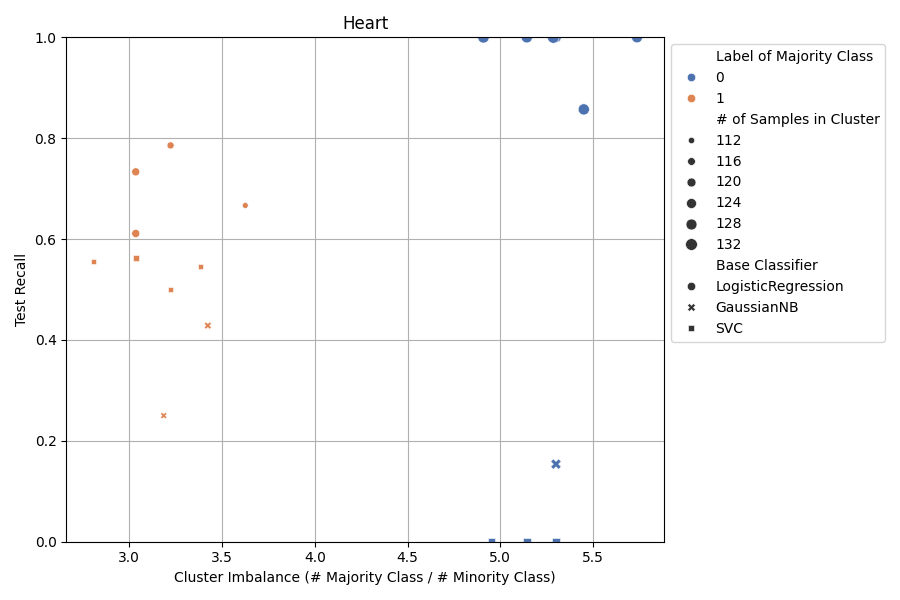 Heart
1.0
0.8
0.6
0.4
0.2
0.0
Test Recall
3.0 3.5 4.0 4.5 5.0 5.5
Cluster Imbalance (# Majority Class / # Minority Class)
Label of Majority Class
0
1
# of Samples in Cluster
112
116
120
124
128
132
Base Classifier
LogisticRegression
GaussianNB
SVC